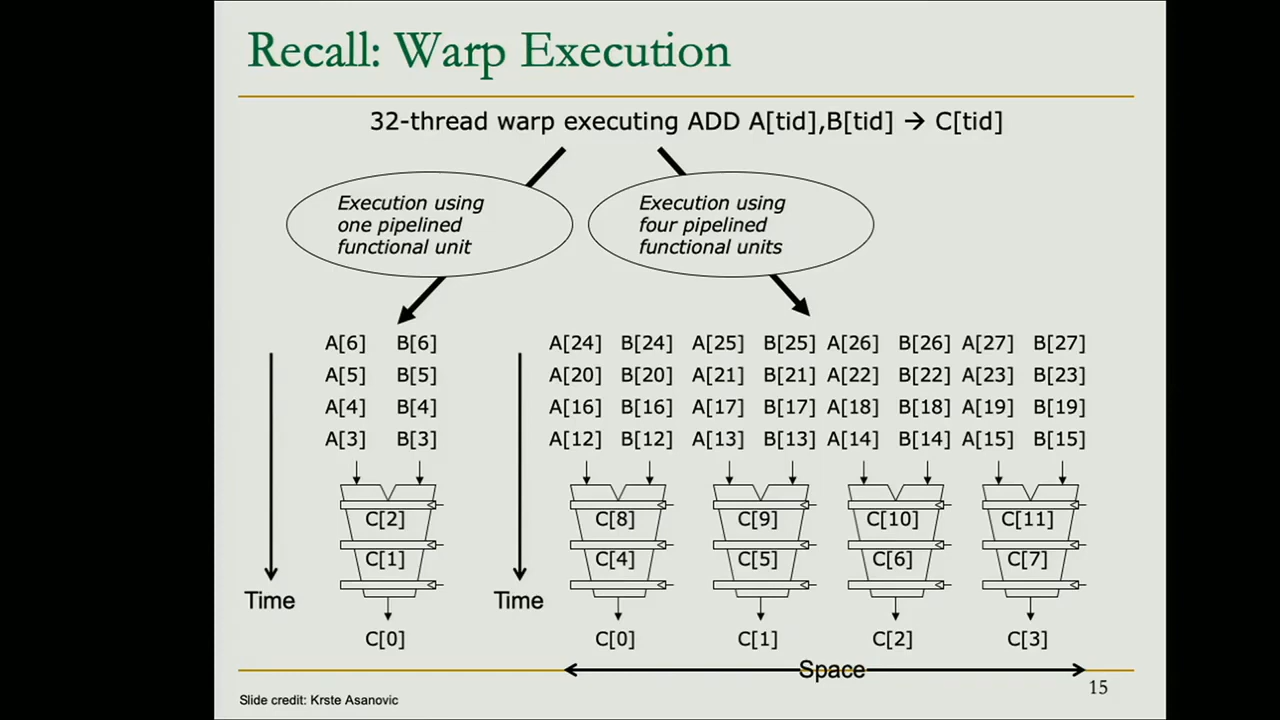 Recall: Warp Execution
32-thread warp executing ADD A[tid],B[tid] → C[tid]
Execution using
one pipelined
functional unit
Execution using
four pipelined
functional units
A[6] B[6]
A[5] B[5]
A[4] B[4]
A[3] B[3]
C[2]
C[1]
Time
C[0]
A[24] B[24] A[25] B[25] A[26] B[26] A[27] B[27]
A[20] B[20] A[21] B[21] A[22] B[22] A[23] B[23]
A[16] B[16] A[17] B[17] A[18] B[18] A[19] B[19]
A[12] B[12] A[13] B[13] A[14] B[14] A[15] B[15]
C[8] C[9] C[10] C[11]
C[4] C[5] C[6] C[7]
Time
C[0] C[1] C[2] C[3]
Space
Slide credit: Krste Asanovic
15